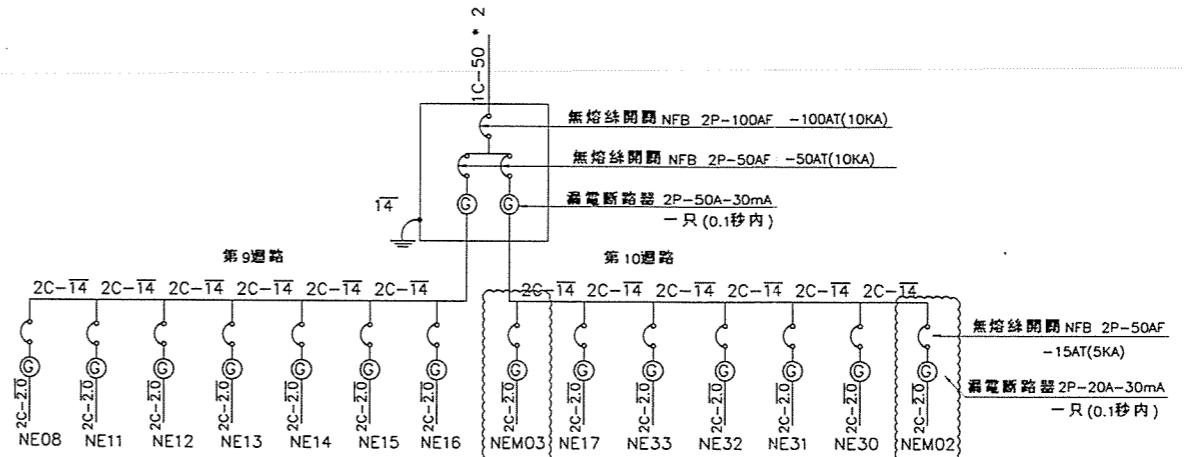 1C-50 * 2
無熔絲開關 NFB 2P-100AF -100AT(10KA)
無熔絲開關 NFB 2P-50AF -50AT(10KA)
漏電斷路器 2P-50A-30mA
一只(0.1秒內)
14
第9迴路
第10迴路
2C-14 2C-14 2C-14 2C-14 2C-14 2C-14
2C-14 2C-14 2C-14 2C-14 2C-14 2C-14
無熔絲開關 NFB 2P-50AF
-15AT(5KA)
漏電斷路器 2P-20A-30mA
一只(0.1秒內)
G G
G G G G G G G G G G G G G G
2C-2.0 2C-2.0 2C-2.0 2C-2.0 2C-2.0 2C-2.0 2C-2.0 2C-2.0 2C-2.0 2C-2.0 2C-2.0 2C-2.0 2C-2.0 2C-2.0
NE08 NE11 NE12 NE13 NE14 NE15 NE16 NEM03 NE17 NE33 NE32 NE31 NE30 NEM02